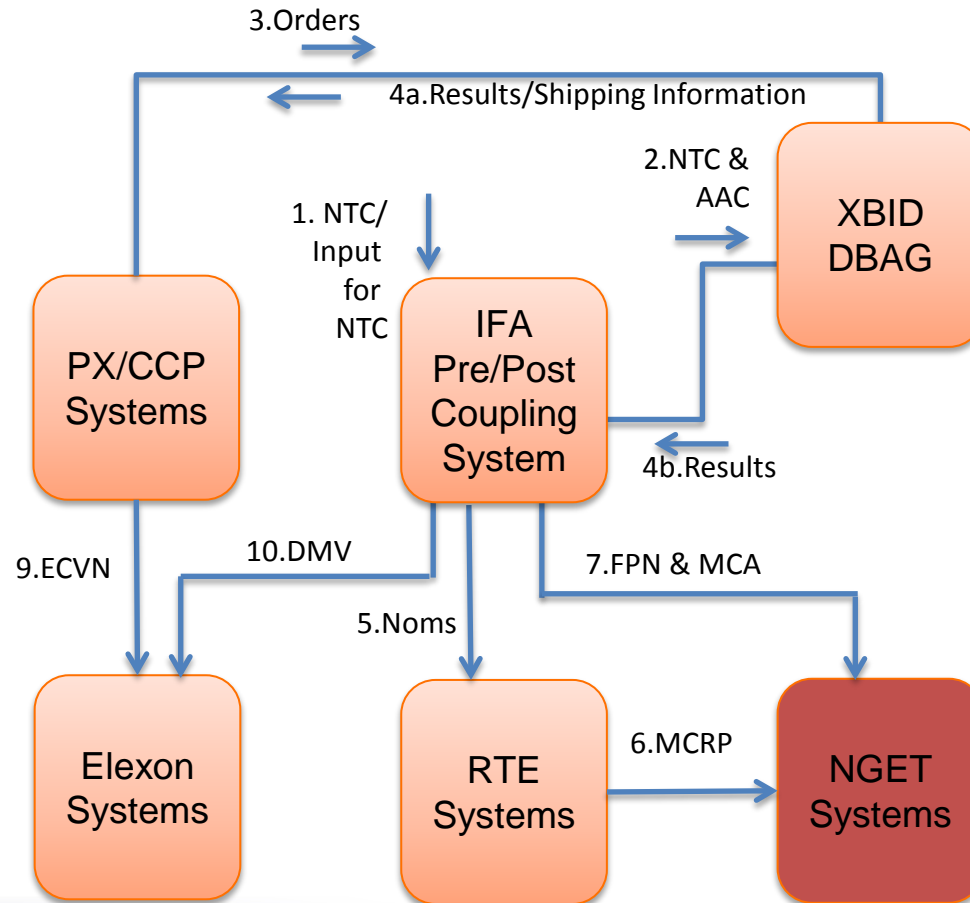 3.Orders
4a.Results/Shipping Information
2.NTC &
AAC
XBID
DBAG
1. NTC/
Input
for
NTC
IFA
Pre/Post
Coupling
System
PX/CCP
Systems
4b.Results
9.ECVN
10.DMV
7.FPN & MCA
5.Noms
6.MCRP
Elexon
Systems
RTE
Systems
NGET
Systems